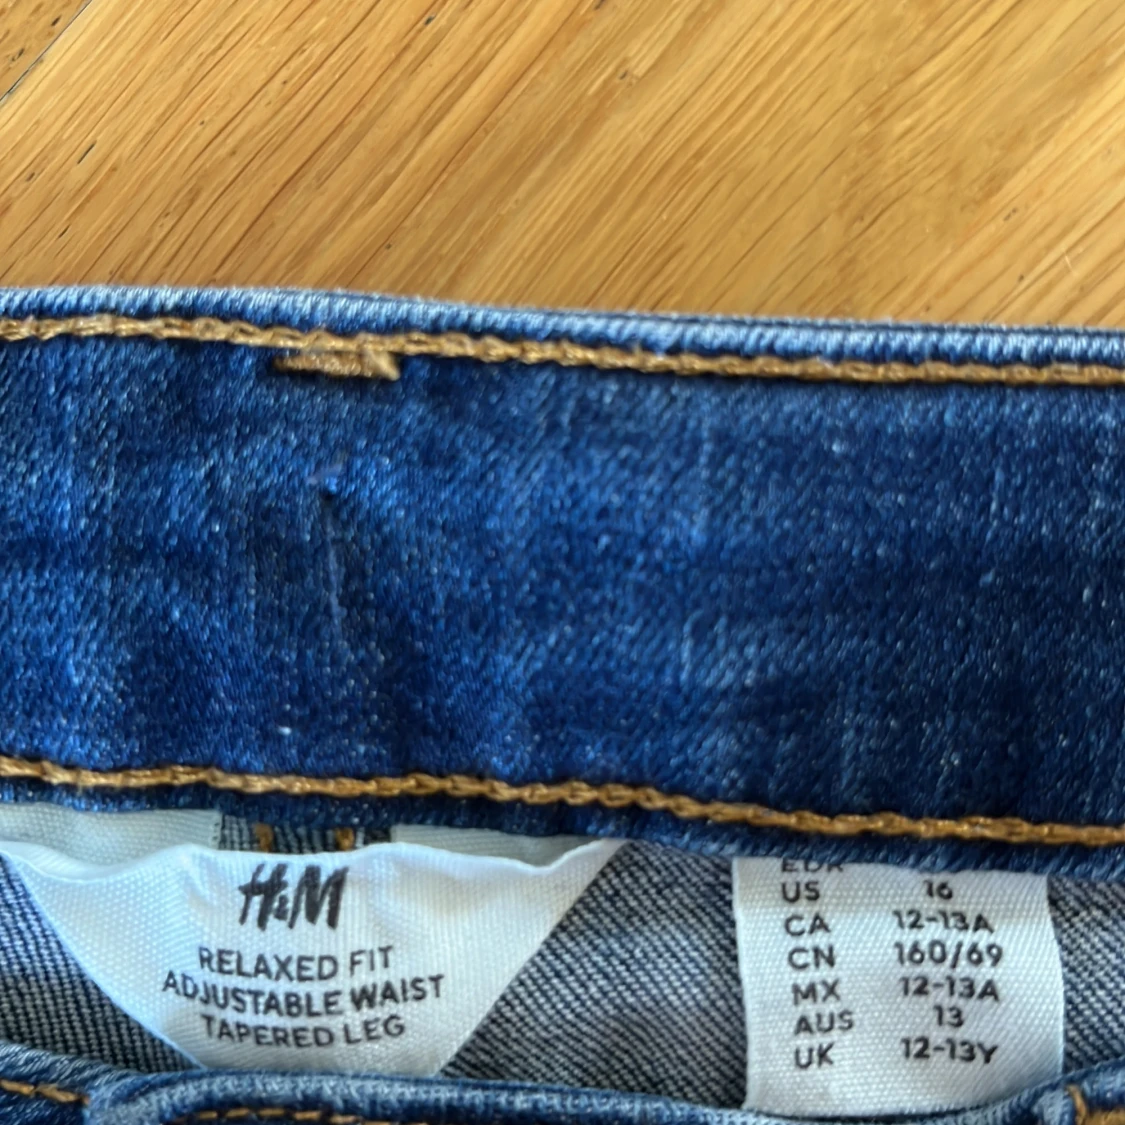 H&M
RELAXED FIT
ADJUSTABLE WAIST
TAPERED LEG
EUR
US 16
CA 12-13A
CN 160/69
MX 12-13A
AUS 13
UK 12-13Y